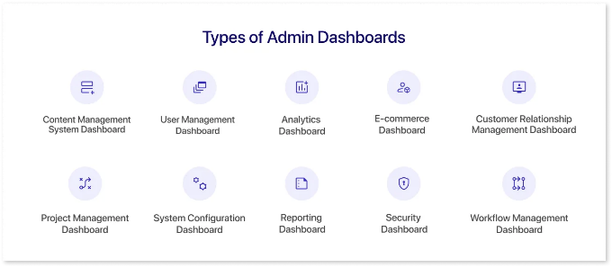 Types of Admin Dashboards
Content Management
System Dashboard
User Management
Dashboard
Analytics
Dashboard
E-commerce
Dashboard
Customer Relationship
Management Dashboard
Project Management
Dashboard
System Configuration
Dashboard
Reporting
Dashboard
Security
Dashboard
Workflow Management
Dashboard